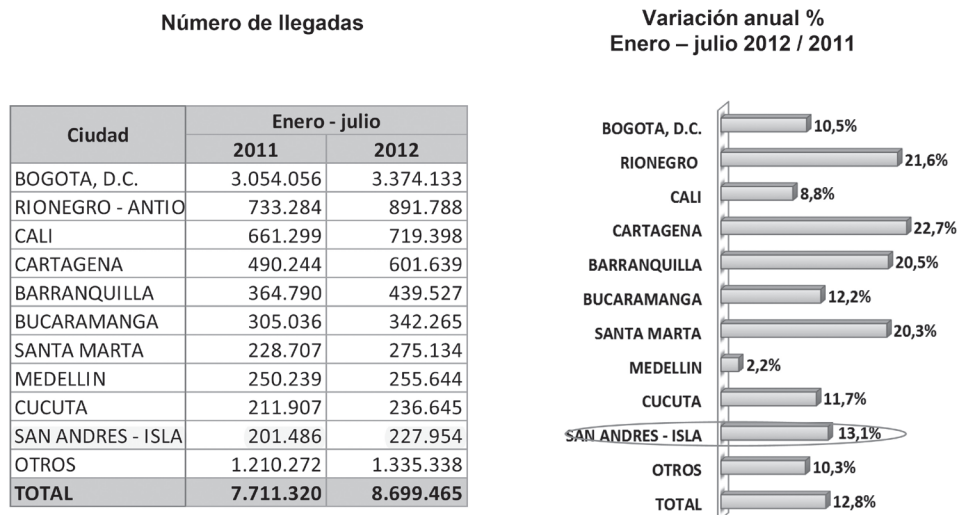 Número de llegadas
Ciudad Enero - julio
2011 2012
BOGOTA, D.C. 3.054.056 3.374.133
RIONEGRO - ANTIO 733.284 891.788
CALI 661.299 719.398
CARTAGENA 490.244 601.639
BARRANQUILLA 364.790 439.527
BUCARAMANGA 305.036 342.265
SANTA MARTA 228.707 275.134
MEDELLIN 250.239 255.644
CUCUTA 211.907 236.645
SAN ANDRES - ISLA 201.486 227.954
OTROS 1.210.272 1.335.338
TOTAL 7.711.320 8.699.465
Variación anual %
Enero – julio 2012 / 2011
BOGOTA, D.C. 10,5%
RIONEGRO 21,6%
CALI 8,8%
CARTAGENA 22,7%
BARRANQUILLA 20,5%
BUCARAMANGA 12,2%
SANTA MARTA 20,3%
MEDELLIN 2,2%
CUCUTA 11,7%
SAN ANDRES - ISLA 13,1%
OTROS 10,3%
TOTAL 12,8%